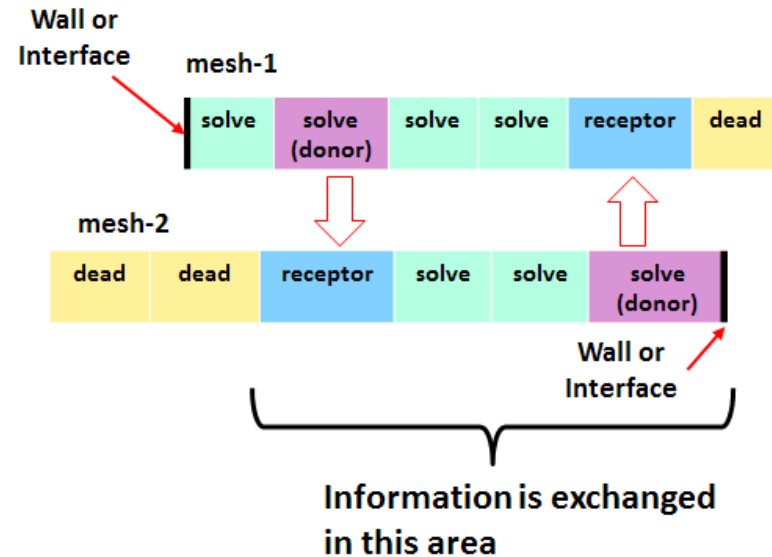 Wall or
Interface
mesh-1
solve solve solve solve receptor dead
(donor)
mesh-2
dead dead receptor solve solve solve
(donor)
Wall or
Interface
Information is exchanged
in this area